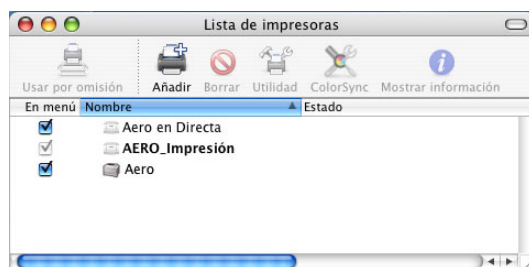 Lista de impresoras
Usar por omisión Añadir Borrar Utilidad ColorSync Mostrar información
En menú Nombre Estado
Aero en Directa
AERO_Impresión
Aero